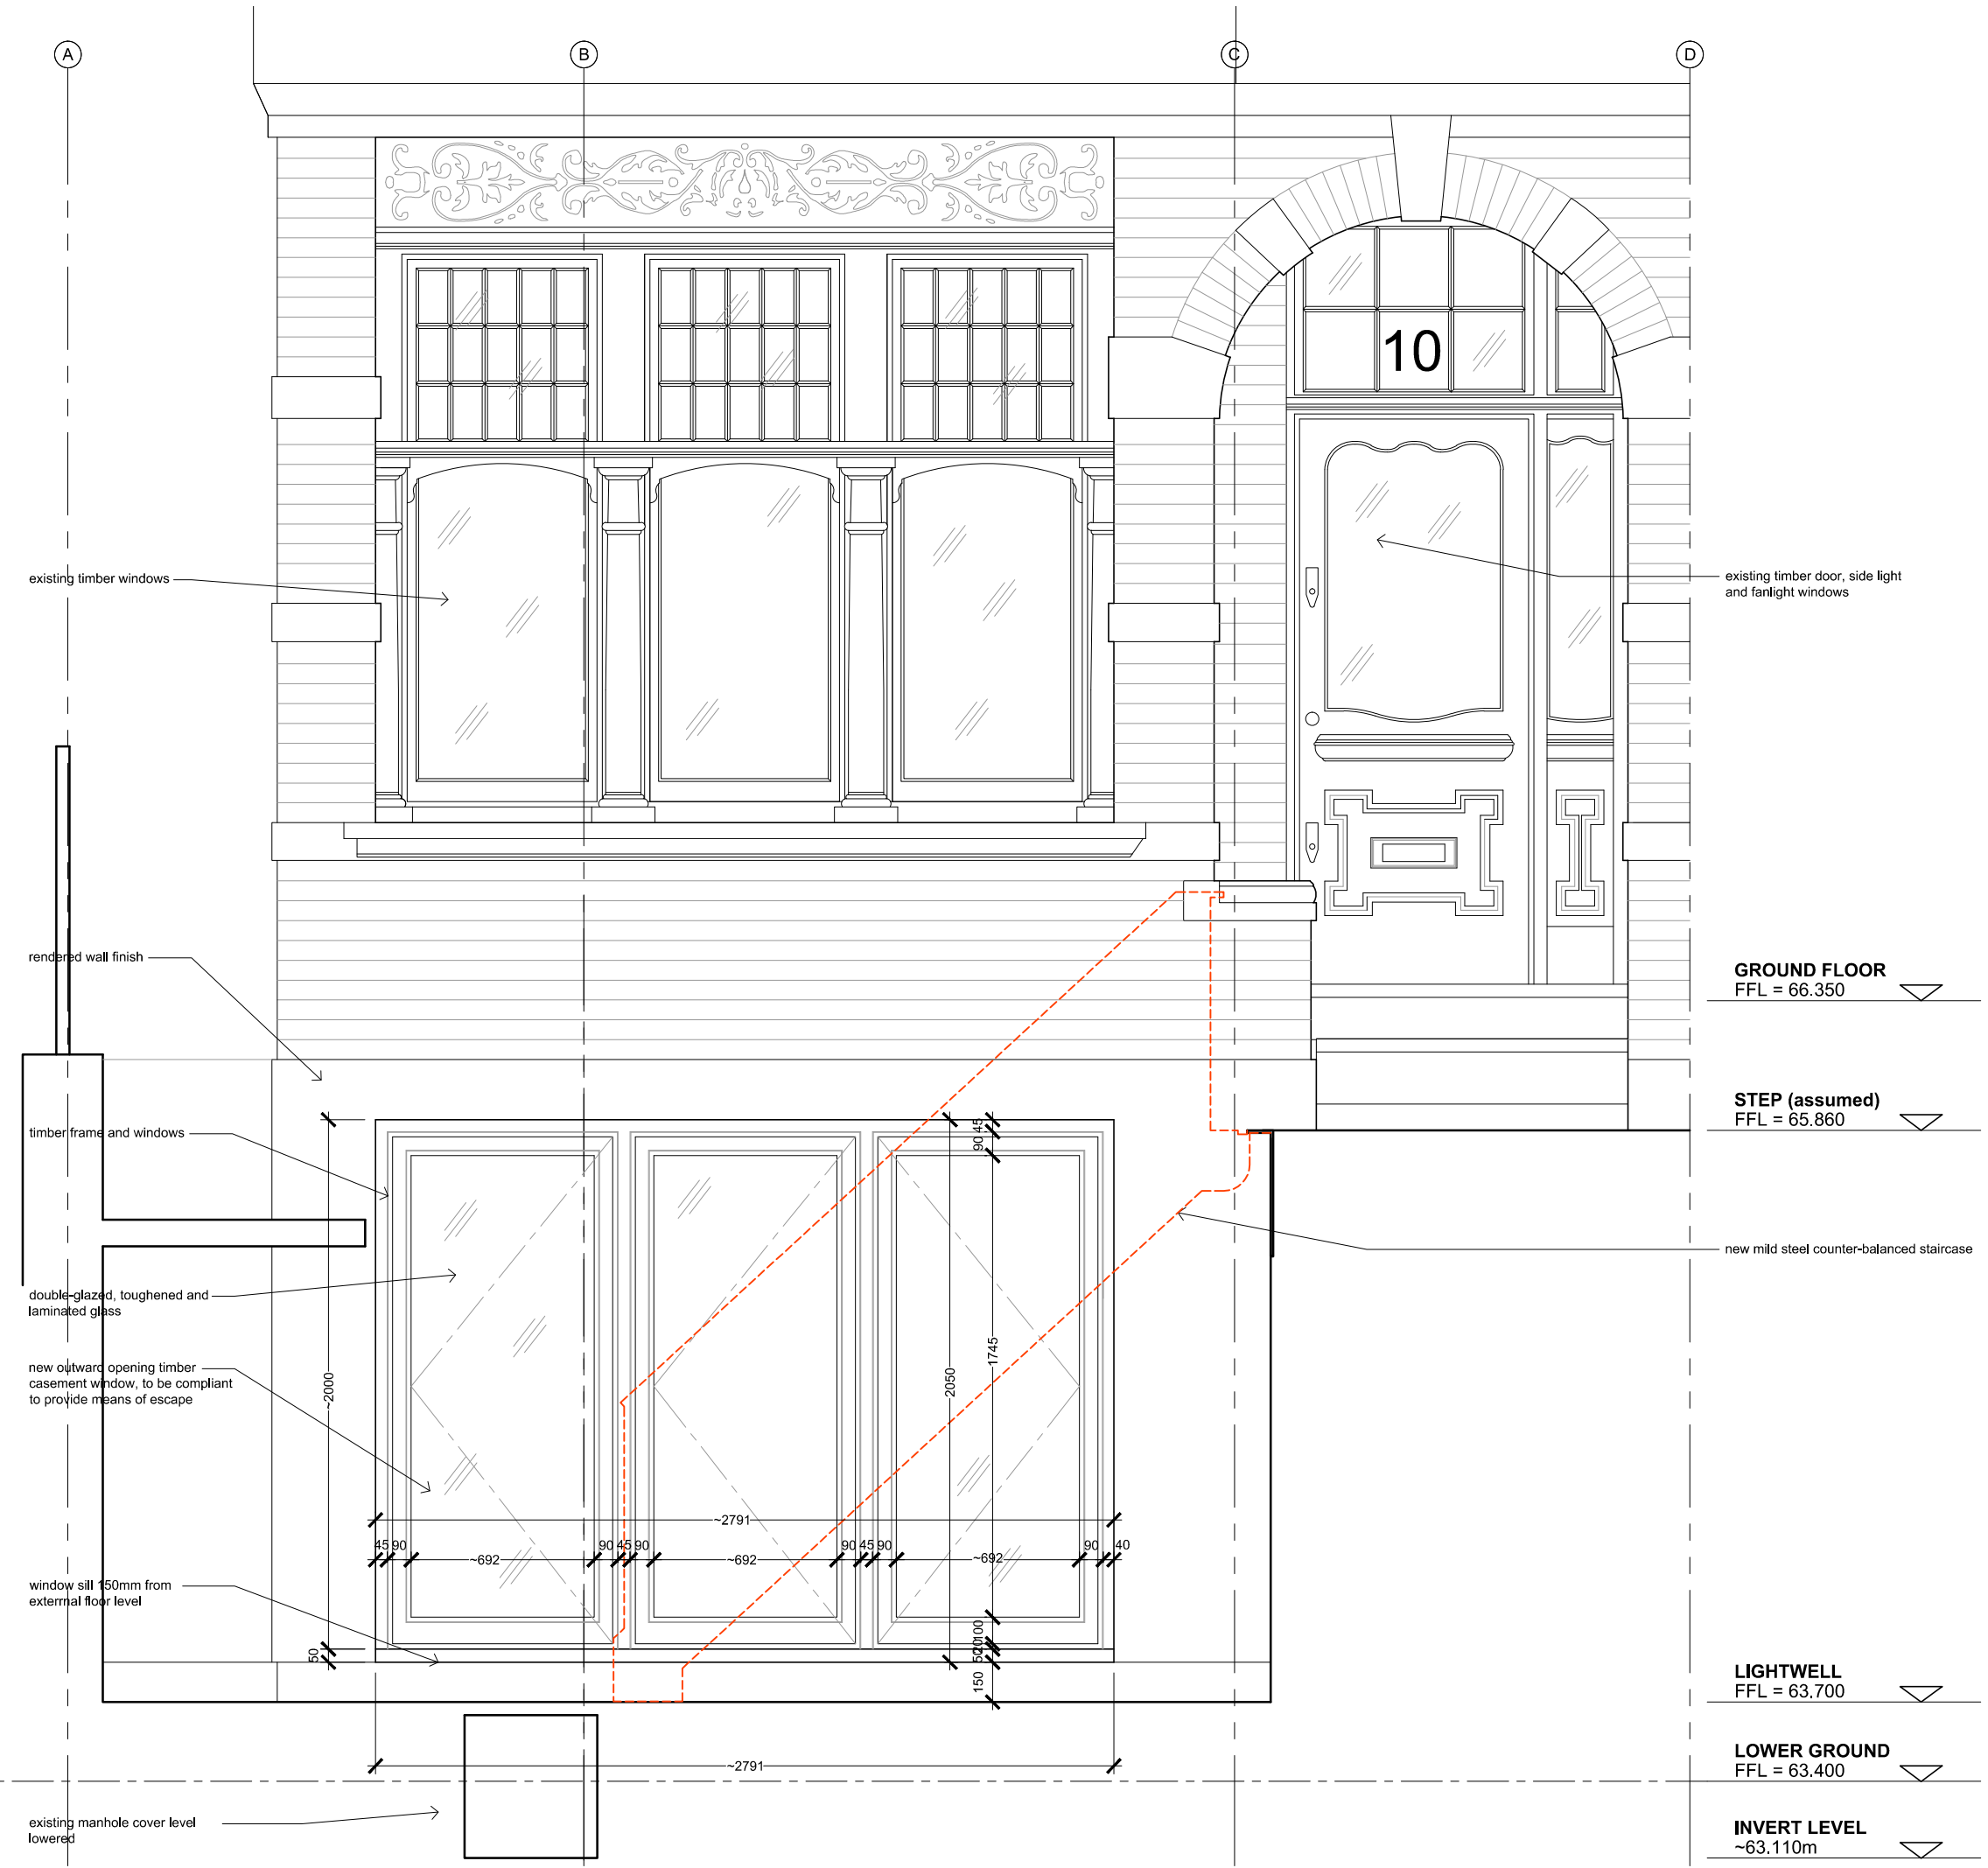 A
B
C
D
10
existing timber windows
existing timber door, side light
and fanlight windows
rendered wall finish
GROUND FLOOR
FFL = 66.350
STEP (assumed)
FFL = 65.860
timber frame and windows
45
90
new mild steel counter-balanced staircase
double-glazed, toughened and
laminated glass
new outward opening timber
casement window, to be compliant
to provide means of escape
~2000
2050
1745
~2791
45 90 ~692 90 45 90 ~692 90 45 90 ~692 90 40
window sill 150mm from
exterrnal floor level
100
20
50
50
150
LIGHTWELL
FFL = 63.700
~2791
LOWER GROUND
FFL = 63.400
existing manhole cover level
lowered
INVERT LEVEL
~63.110m